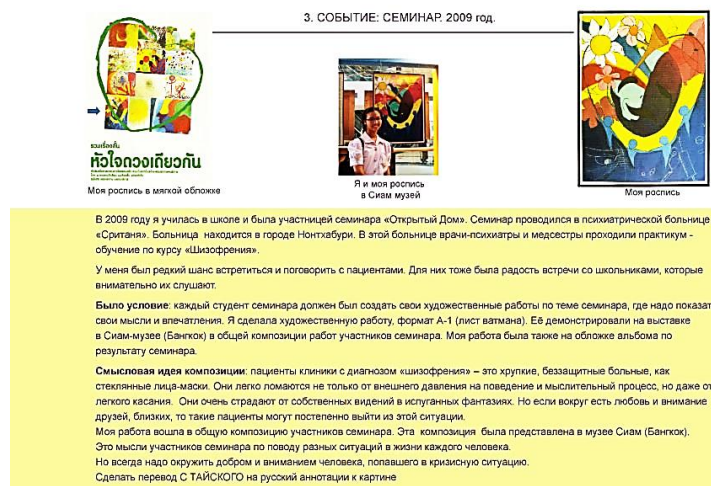 3. СОБЫТИЕ: СЕМИНАР. 2009 год.
รวมเรื่องสั้น
หัวใจดวงเดียวกัน
Моя роспись в мягкой обложке
Я и моя роспись
в Сиам музей
Моя роспись
В 2009 году я училась в школе и была участницей семинара «Открытый Дом». Семинар проводился в психиатрической больнице
«Сритания». Больница находится в городе Нонтхабури. В этой больнице врачи-психиатры и медсестры проходили практикум -
обучение по курсу «Шизофрения».
У меня был редкий шанс встретиться и поговорить с пациентами. Для них тоже была радость встречи со школьниками, которые
внимательно их слушают.
Было условие: каждый студент семинара должен был создать свои художественные работы по теме семинара, где надо показат
свои мысли и впечатления. Я сделала художественную работу, формат А-1 (лист ватмана). Её демонстрировали на выставке
в Сиам-музее (Бангкок) в общей композиции работ участников семинара. Моя работа была также на обложке альбома по
результату семинара.
Смысловая идея композиции: пациенты клиники с диагнозом «шизофрения» – это хрупкие, беззащитные больные, как
стеклянные лица-маски. Они легко ломаются не только от внешнего давления на поведение и мыслительный процесс, но даже от
легкого касания. Они очень страдают от собственных видений в испуганных фантазиях. Но если вокруг есть любовь и внимание
друзей, близких, то такие пациенты могут постепенно выйти из этой ситуации.
Моя работа вошла в общую композицию участников семинара. Эта композиция была представлена в музее Сиам (Бангкок).
Это мысли участников семинара по поводу разных ситуаций в жизни каждого человека.
Но всегда надо окружить добром и вниманием человека, попавшего в кризисную ситуацию.
Сделать перевод С ТАЙСКОГО на русский аннотации к картине